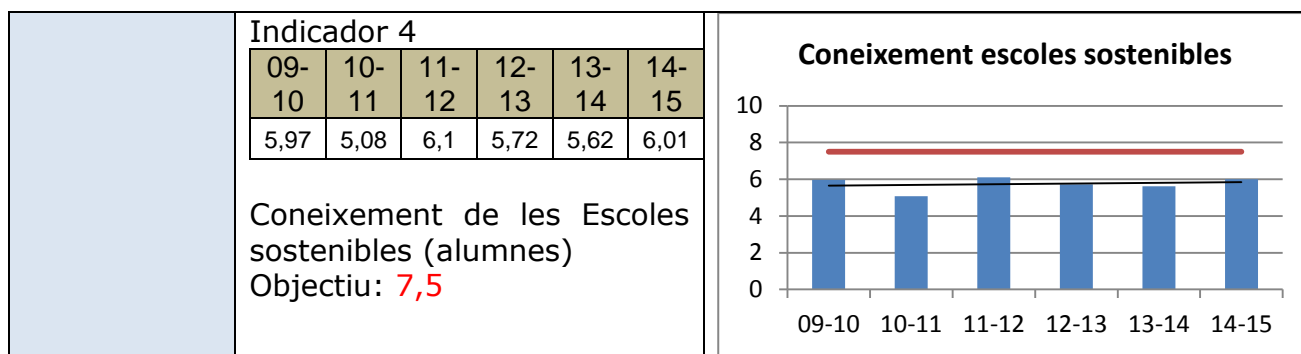 Indicador 4
09- 10- 11- 12- 13- 14-
10 11 12 13 14 15
5,97 5,08 6,1 5,72 5,62 6,01
Coneixement de les Escoles
sostenibles (alumnes)
Objectiu: 7,5
Coneixement escoles sostenibles
10
8
6
4
2
0
09-10 10-11 11-12 12-13 13-14 14-15